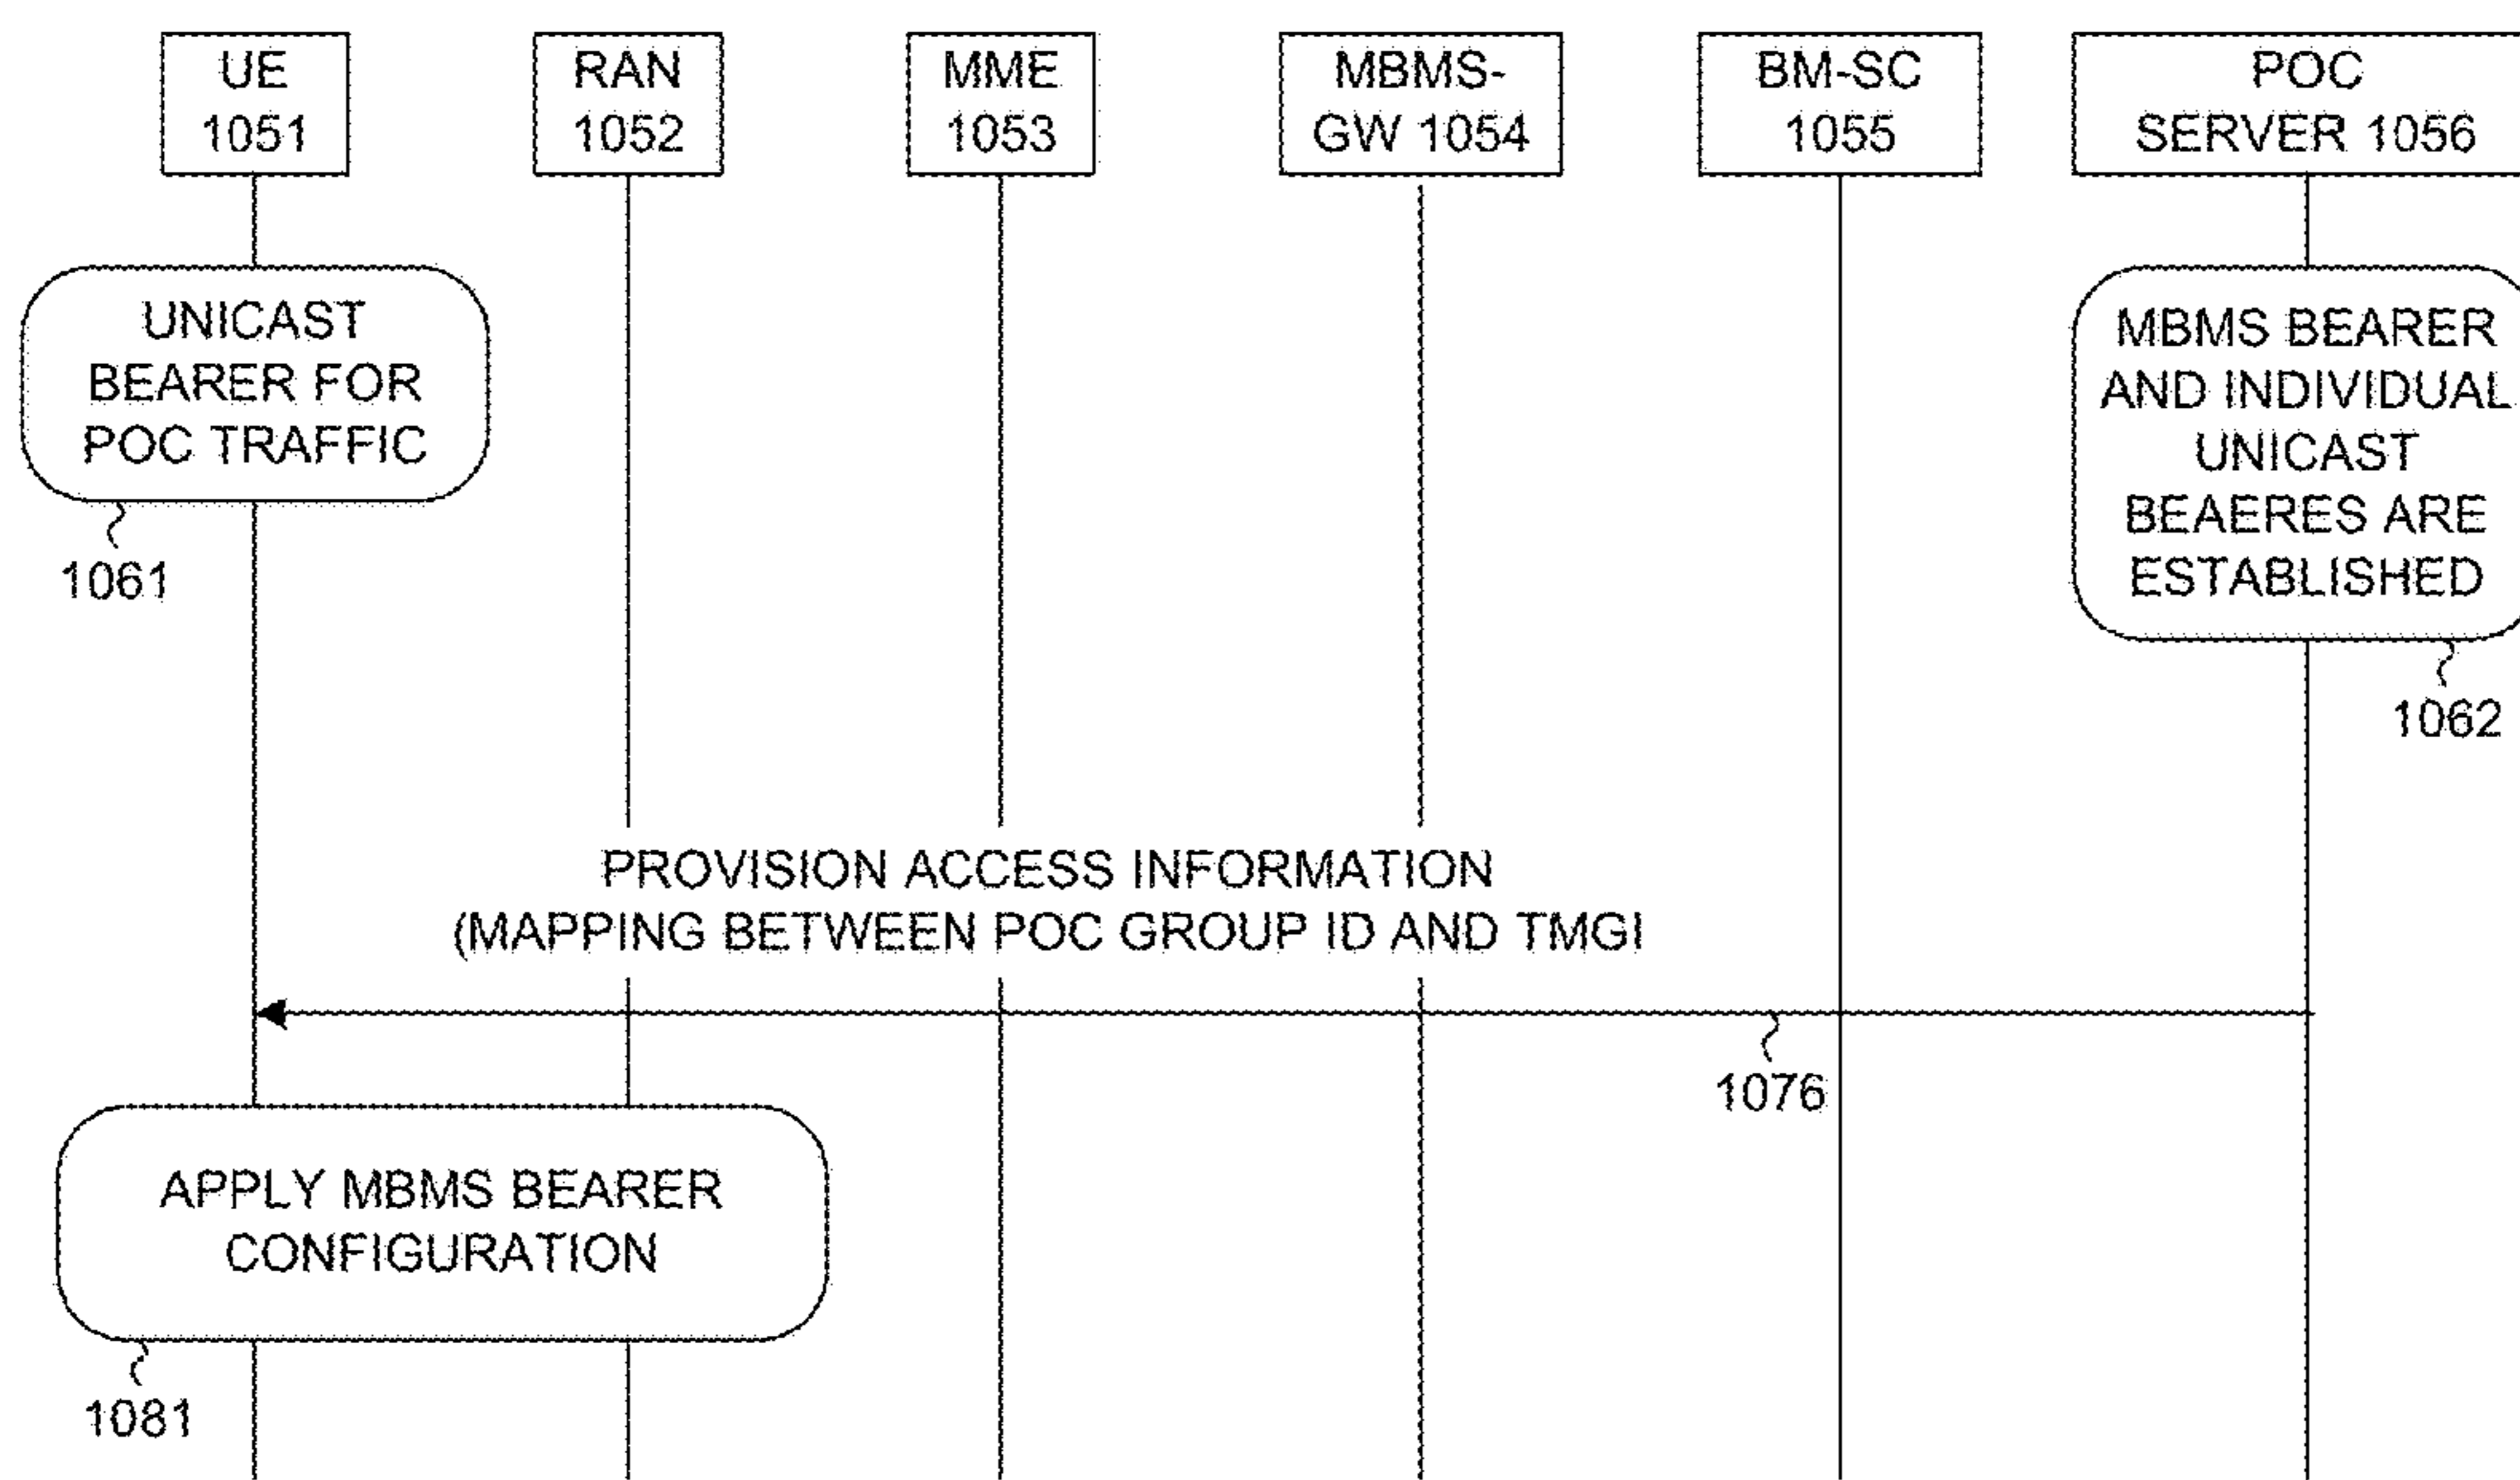 UE
1051
RAN
1052
MME
1053
MBMS-
GW 1054
BM-SC
1055
POC
SERVER 1056
UNICAST
BEARER FOR
POC TRAFFIC
1061
MBMS BEARER
AND INDIVIDUAL
UNICAST
BEAERES ARE
ESTABLISHED
1062
PROVISION ACCESS INFORMATION
(MAPPING BETWEEN POC GROUP ID AND TMGI
1076
APPLY MBMS BEARER
CONFIGURATION
1081